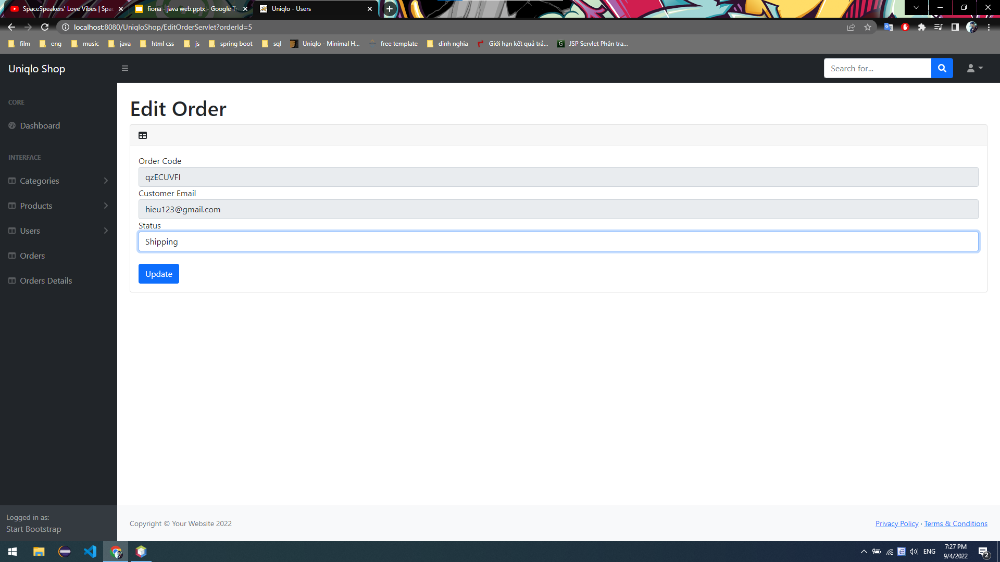 SpaceSpeakers' Love Vibes | Spac
fiona - java web.pptx - Google Tr
Uniqlo - Users
localhost:8080/UniqloShop/EditOrderServlet?orderId=5
film
eng
music
java
html css
js
spring boot
sql
Uniqlo - Minimal H...
free template
dinh nghia
Giới hạn kết quả trả...
JSP Servlet Phân tra...
Uniqlo Shop
Search for...
CORE
Dashboard
INTERFACE
Categories
Products
Users
Orders
Orders Details
Logged in as:
Start Bootstrap
Edit Order
Order Code
qzECUVFI
Customer Email
hieu123@gmail.com
Status
Shipping
Update
Copyright © Your Website 2022
Privacy Policy · Terms & Conditions
ENG
7:27 PM
9/4/2022
2